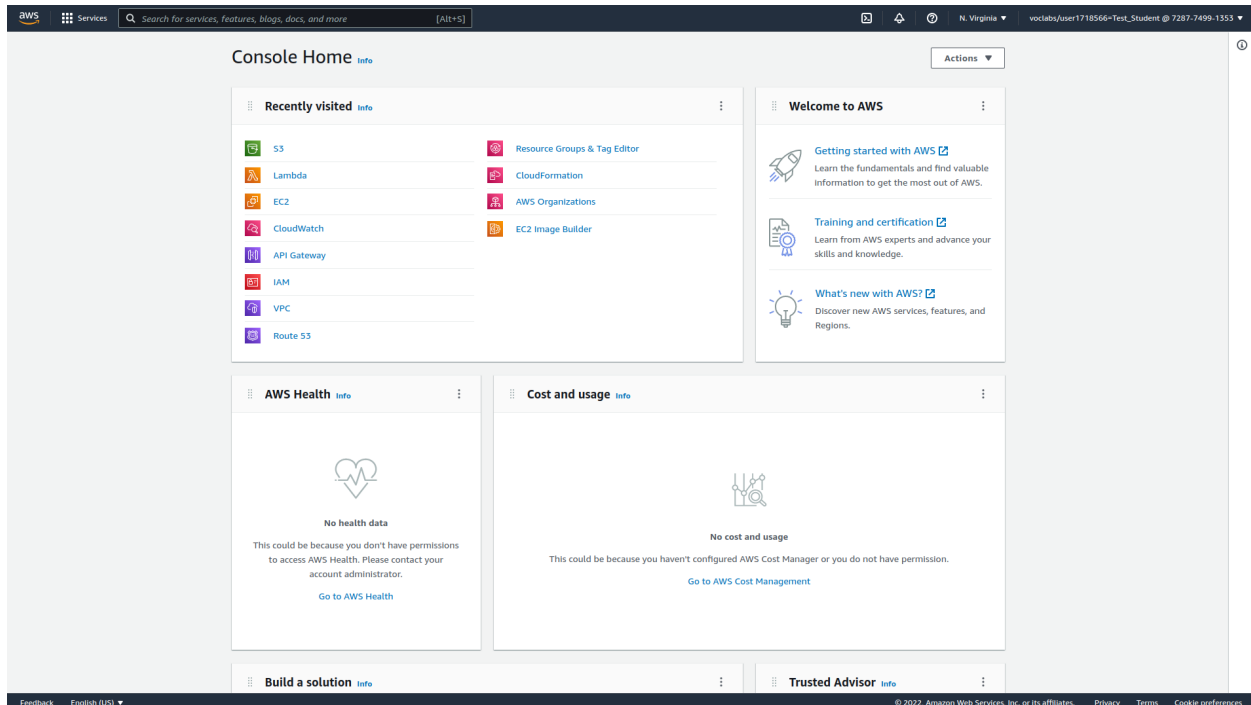 aws
Services
Search for services, features, blogs, docs, and more
[Alt+S]
N. Virginia
voclabs/user1718566=Test_Student @ 7287-7499-1353
Console Home Info
Actions
Recently visited Info
S3
Lambda
EC2
CloudWatch
API Gateway
IAM
VPC
Route 53
Resource Groups & Tag Editor
CloudFormation
AWS Organizations
EC2 Image Builder
Welcome to AWS
Getting started with AWS
Learn the fundamentals and find valuable
information to get the most out of AWS.
Training and certification
Learn from AWS experts and advance your
skills and knowledge.
What's new with AWS?
Discover new AWS services, features, and
Regions.
AWS Health Info
No health data
This could be because you don't have permissions
to access AWS Health. Please contact your
account administrator.
Go to AWS Health
Cost and usage Info
No cost and usage
This could be because you haven't configured AWS Cost Manager or you do not have permission.
Go to AWS Cost Management
Build a solution Info
Trusted Advisor Info
Feedback
English (US)
© 2022, Amazon Web Services, Inc. or its affiliates.
Privacy
Terms
Cookie preferences